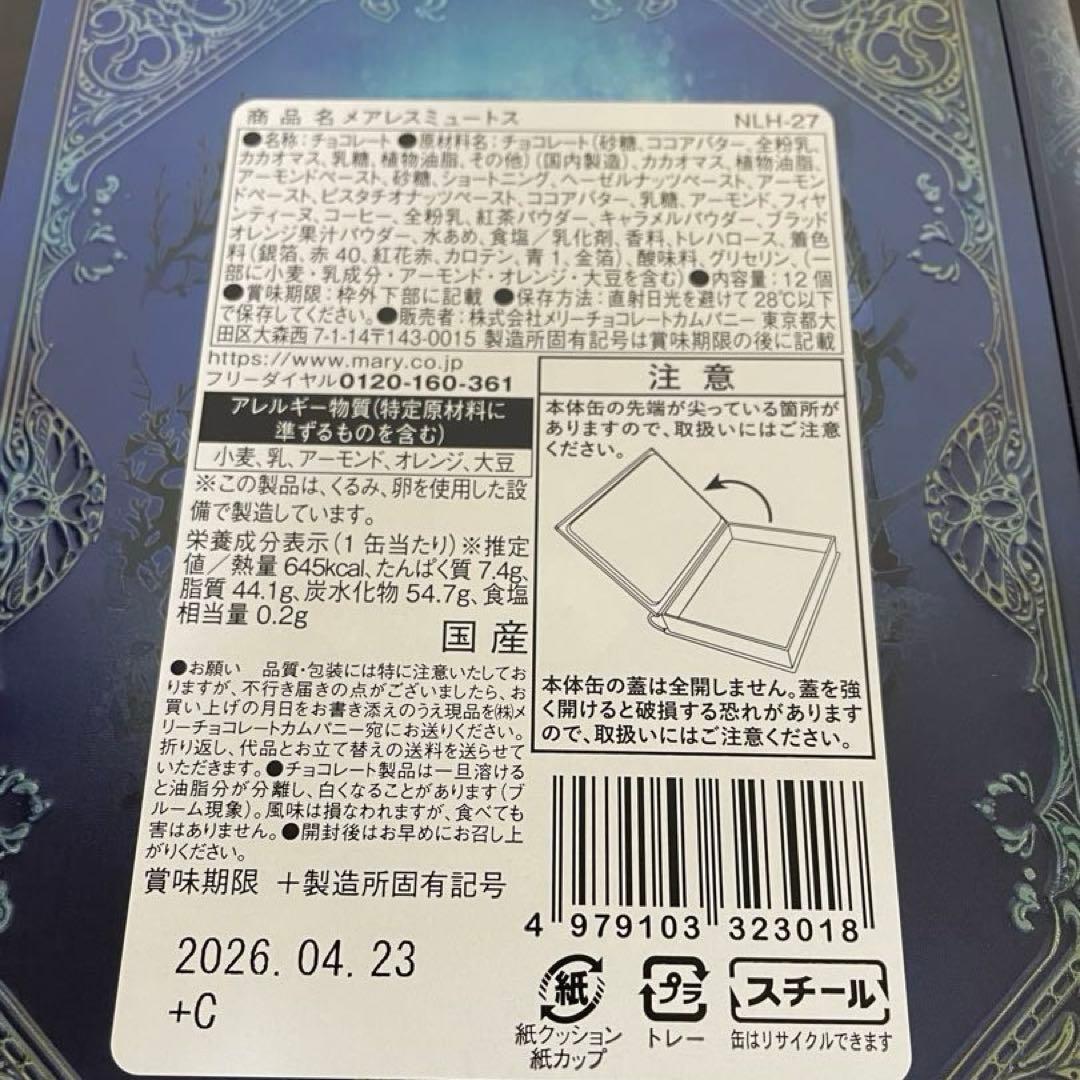 商品名 メアレスミュートス NLH-27
●名称：チョコレート ●原材料名：チョコレート（砂糖、ココアバター、全粉乳、
カカオマス、乳糖、植物油脂、その他）（国内製造）、カカオマス、植物油脂、
アーモンドペースト、砂糖、ショートニング、ヘーゼルナッツペースト、アーモン
ドペースト、ピスタチオナッツペースト、ココアバター、乳糖、アーモンド、フィヤ
ンティーヌ、コーヒー、全粉乳、紅茶パウダー、キャラメルパウダー、ブラッド
オレンジ果汁パウダー、水あめ、食塩／乳化剤、香料、トレハロース、着色
料（銀箔、赤40、紅花赤、カロテン、青1、金箔）、酸味料、グリセリン、（一
部に小麦・乳成分・アーモンド・オレンジ・大豆を含む）●内容量：12個
●賞味期限：枠外下部に記載 ●保存方法：直射日光を避けて28℃以下
で保存してください。●販売者：株式会社メリーチョコレートカムパニー 東京都大
田区大森西7-1-14〒143-0015 製造所固有記号は賞味期限の後に記載
https://www.mary.co.jp
フリーダイヤル0120-160-361
アレルギー物質（特定原材料に
準ずるものを含む）
小麦、乳、アーモンド、オレンジ、大豆
※この製品は、くるみ、卵を使用した設
備で製造しています。
栄養成分表示（1缶当たり）※推定
値／熱量 645kcal、たんぱく質 7.4g、
脂質 44.1g、炭水化物 54.7g、食塩
相当量 0.2g
国産
注意
本体缶の先端が尖っている箇所が
ありますので、取扱いにはご注意
ください。
本体缶の蓋は全開しません。蓋を強
く開けると破損する恐れがあります
ので、取扱いにはご注意ください。
●お願い 品質・包装には特に注意いたしてお
りますが、不行き届きの点がございましたら、お
買い上げの月日をお書き添えのうえ現品を㈱メ
リーチョコレートカムパニー宛にお送りください。
折り返し、代品とお立て替えの送料を送らせて
いただきます。●チョコレート製品は一旦溶ける
と油脂分が分離し、白くなることがあります（ブ
ルーム現象）。風味は損なわれますが、食べても
害はありません。●開封後はお早めにお召し上
がりください。
賞味期限 ＋製造所固有記号
2026.04.23
+C
4 979103 323018
紙
紙クッション
紙カップ
プラ
トレー
スチール
缶はリサイクルできます